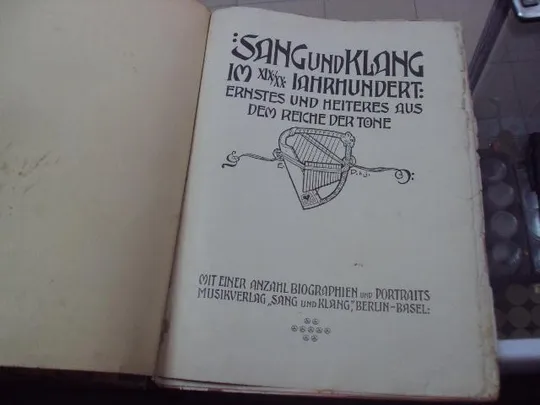 :SANG UND KLANG
IM XIX/XX JAHRHUNDERT:
ERNSTES UND HEITERES AUS
DEM REICHE DER TÖNE
MIT EINER ANZAHL BIOGRAPHIEN UND PORTRAITS
MUSIKVERLAG „SANG UND KLANG", BERLIN-BASEL: